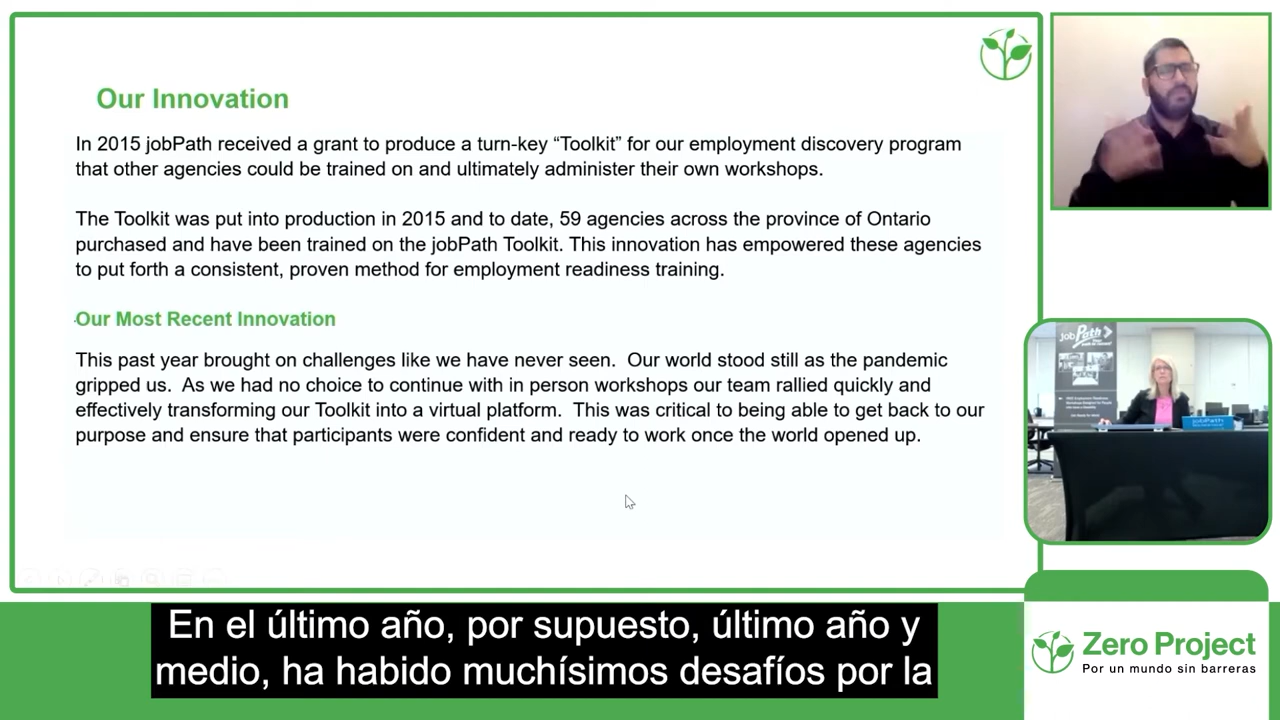 Our Innovation
In 2015 jobPath received a grant to produce a turn-key “Toolkit” for our employment discovery program
that other agencies could be trained on and ultimately administer their own workshops.
The Toolkit was put into production in 2015 and to date, 59 agencies across the province of Ontario
purchased and have been trained on the jobPath Toolkit. This innovation has empowered these agencies
to put forth a consistent, proven method for employment readiness training.
Our Most Recent Innovation
This past year brought on challenges like we have never seen. Our world stood still as the pandemic
gripped us. As we had no choice to continue with in person workshops our team rallied quickly and
effectively transforming our Toolkit into a virtual platform. This was critical to being able to get back to our
purpose and ensure that participants were confident and ready to work once the world opened up.
job Path
jobPath
En el último año, por supuesto, último año y
medio, ha habido muchísimos desafíos por la
Zero Project
Por un mundo sin barreras